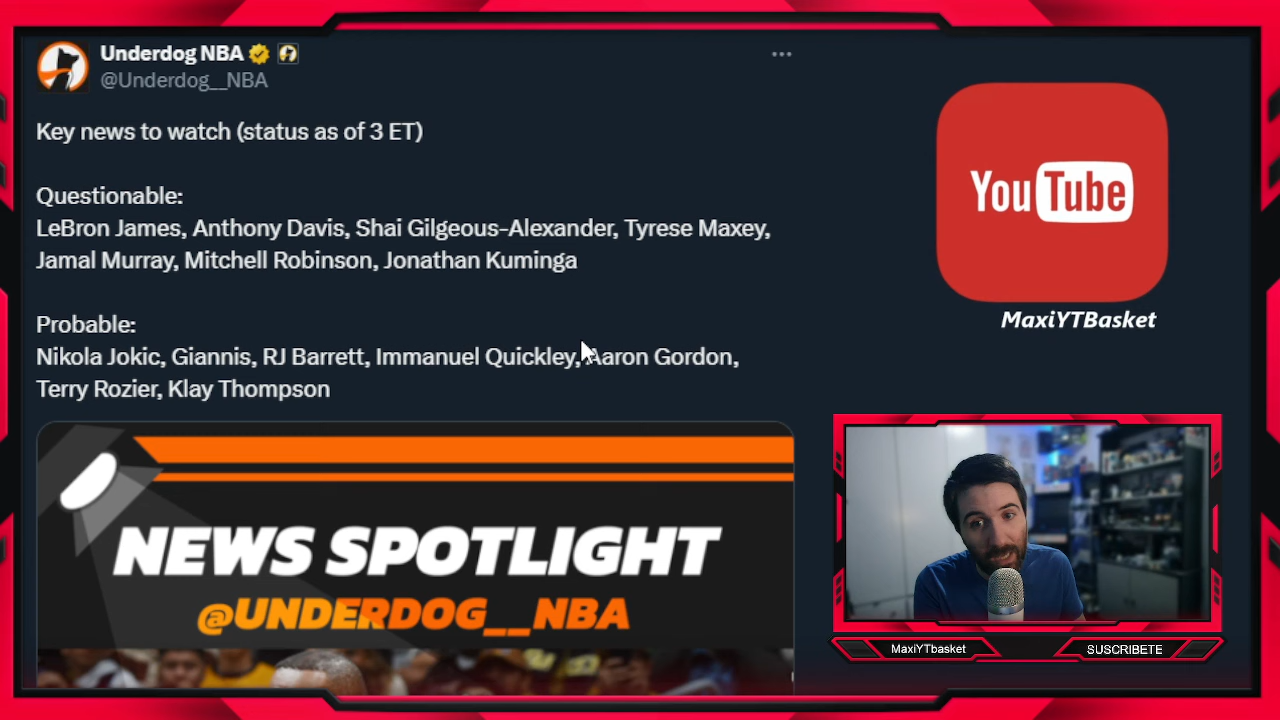 Underdog NBA
@Underdog__NBA
Key news to watch (status as of 3 ET)
Questionable:
LeBron James, Anthony Davis, Shai Gilgeous-Alexander, Tyrese Maxey,
Jamal Murray, Mitchell Robinson, Jonathan Kuminga
Probable:
Nikola Jokic, Giannis, RJ Barrett, Immanuel Quickley, Aaron Gordon,
Terry Rozier, Klay Thompson
NEWS SPOTLIGHT
@UNDERDOG__NBA
YouTube
MaxiYTBasket
MaxiYTbasket
SUSCRIBETE